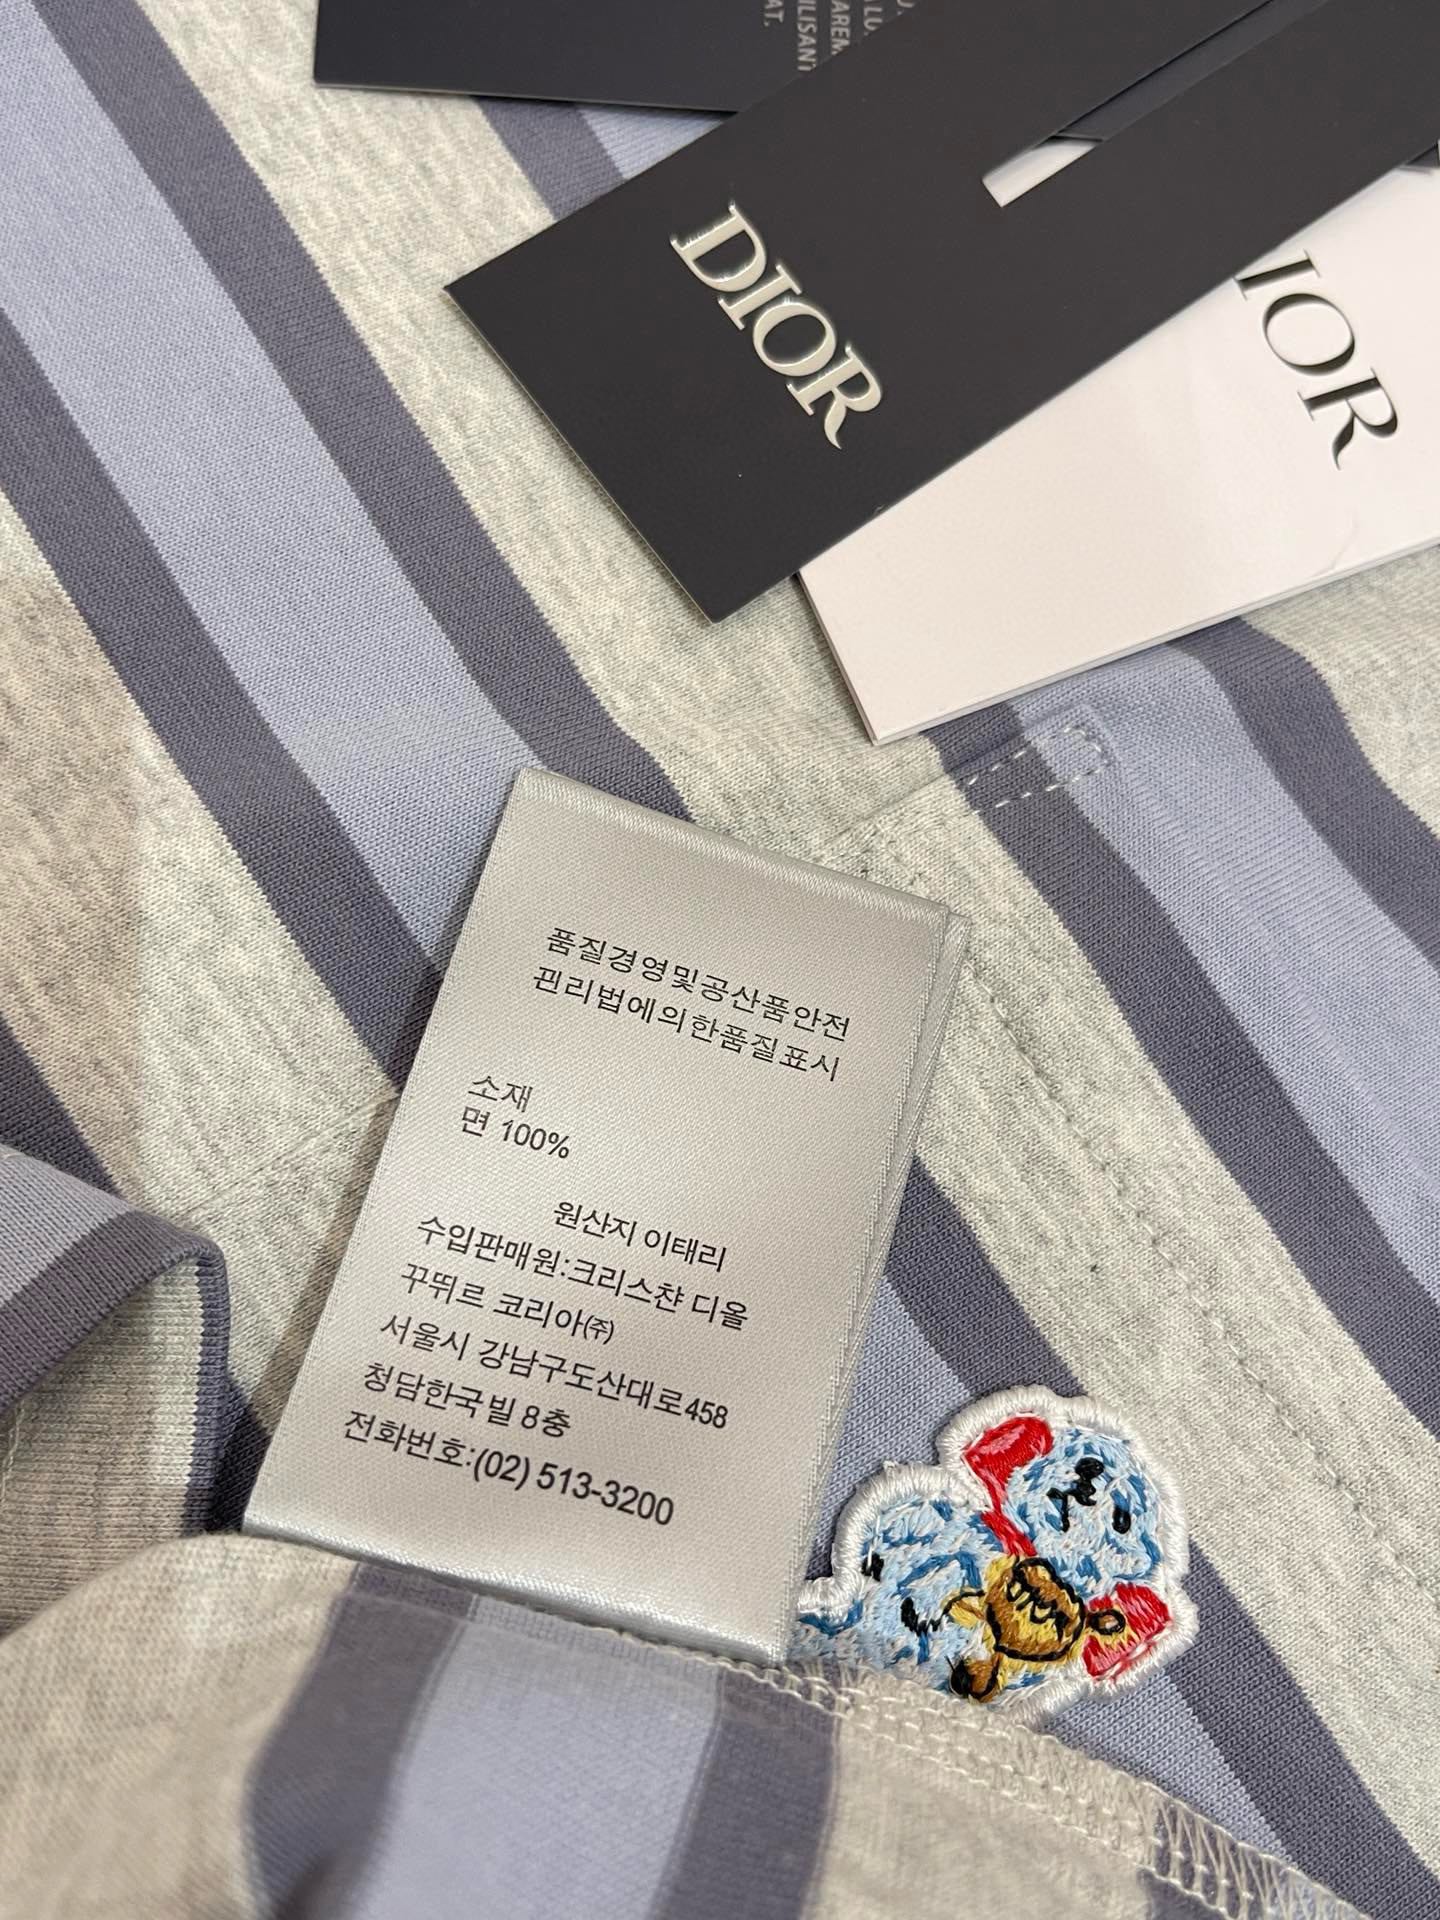 DIOR
IOR
품질경영및공산품안전
괸리법에의한품질표시
소재
면 100%
원산지 이태리
수입판매원:크리스챤 디올
꾸뛰르 코리아㈜
서울시 강남구도산대로458
청담한국빌 8층
전화번호:(02) 513-3200